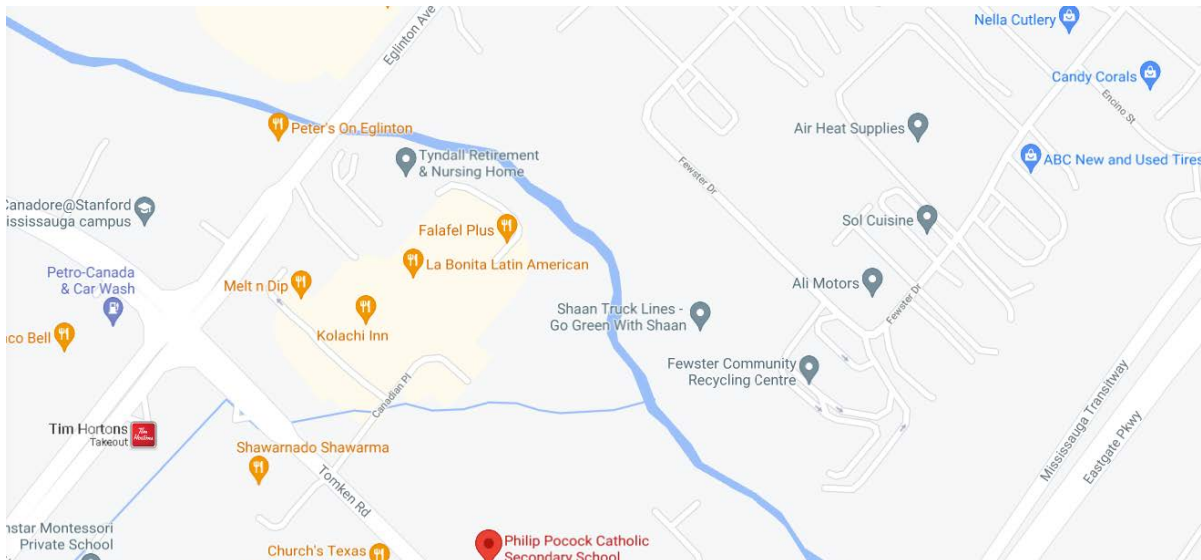 Eglinton Ave
Nella Cutlery
Candy Corals
Encino St
Peter's On Eglinton
Air Heat Supplies
Tyndall Retirement
& Nursing Home
ABC New and Used Tires
Fewster Dr
Canadore@Stanford
ississauga campus
Sol Cuisine
Falafel Plus
La Bonita Latin American
Petro-Canada
& Car Wash
Melt n Dip
Ali Motors
Shaan Truck Lines -
Go Green With Shaan
Fewster Dr
Kolachi Inn
aco Bell
Fewster Community
Recycling Centre
Canadian Pl
Mississauga Transitway
Eastgate Pkwy
Tim Hortons
Takeout
Tim
Hortons
Shawarnado Shawarma
Tomken Rd
nstar Montessori
Private School
Church's Texas
Philip Pocock Catholic
Secondary School